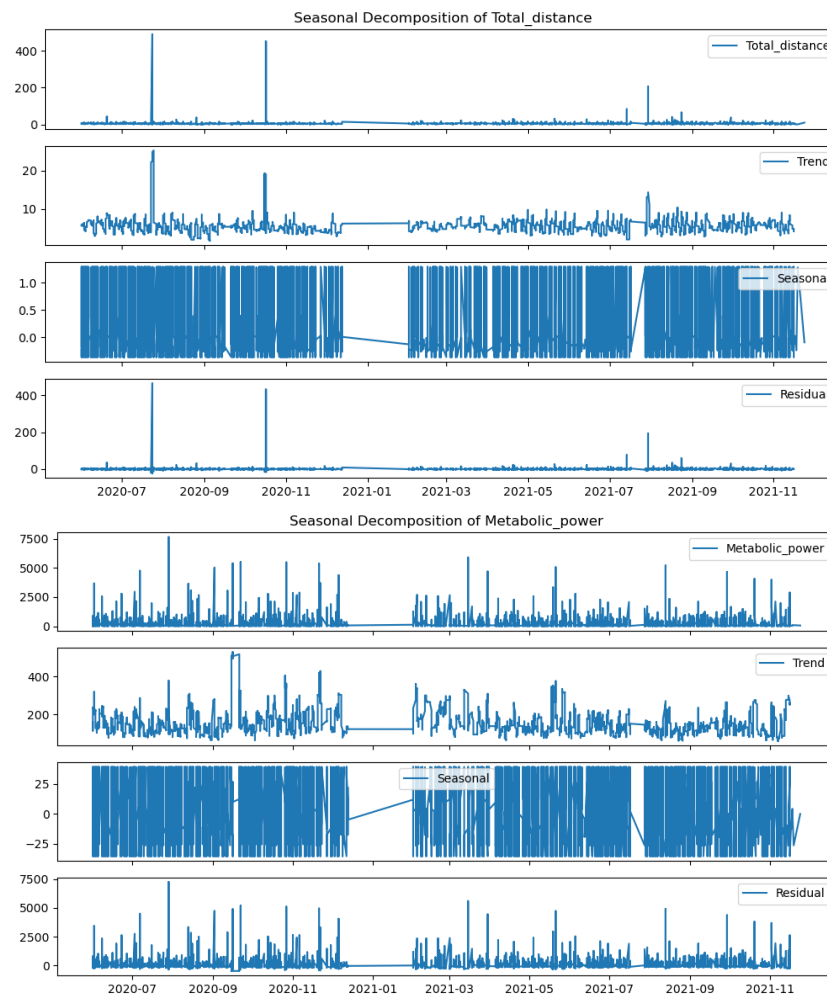 Seasonal Decomposition of Total_distance
400
200
0
Total_distance
20
10
Trend
1.0
0.5
0.0
Seasona
400
200
0
Residua
2020-07 2020-09 2020-11 2021-01 2021-03 2021-05 2021-07 2021-09 2021-11
Seasonal Decomposition of Metabolic_power
7500
5000
2500
0
Metabolic_power
400
200
Trend
25
0
−25
Seasonal
7500
5000
2500
0
Residual
2020-07 2020-09 2020-11 2021-01 2021-03 2021-05 2021-07 2021-09 2021-11